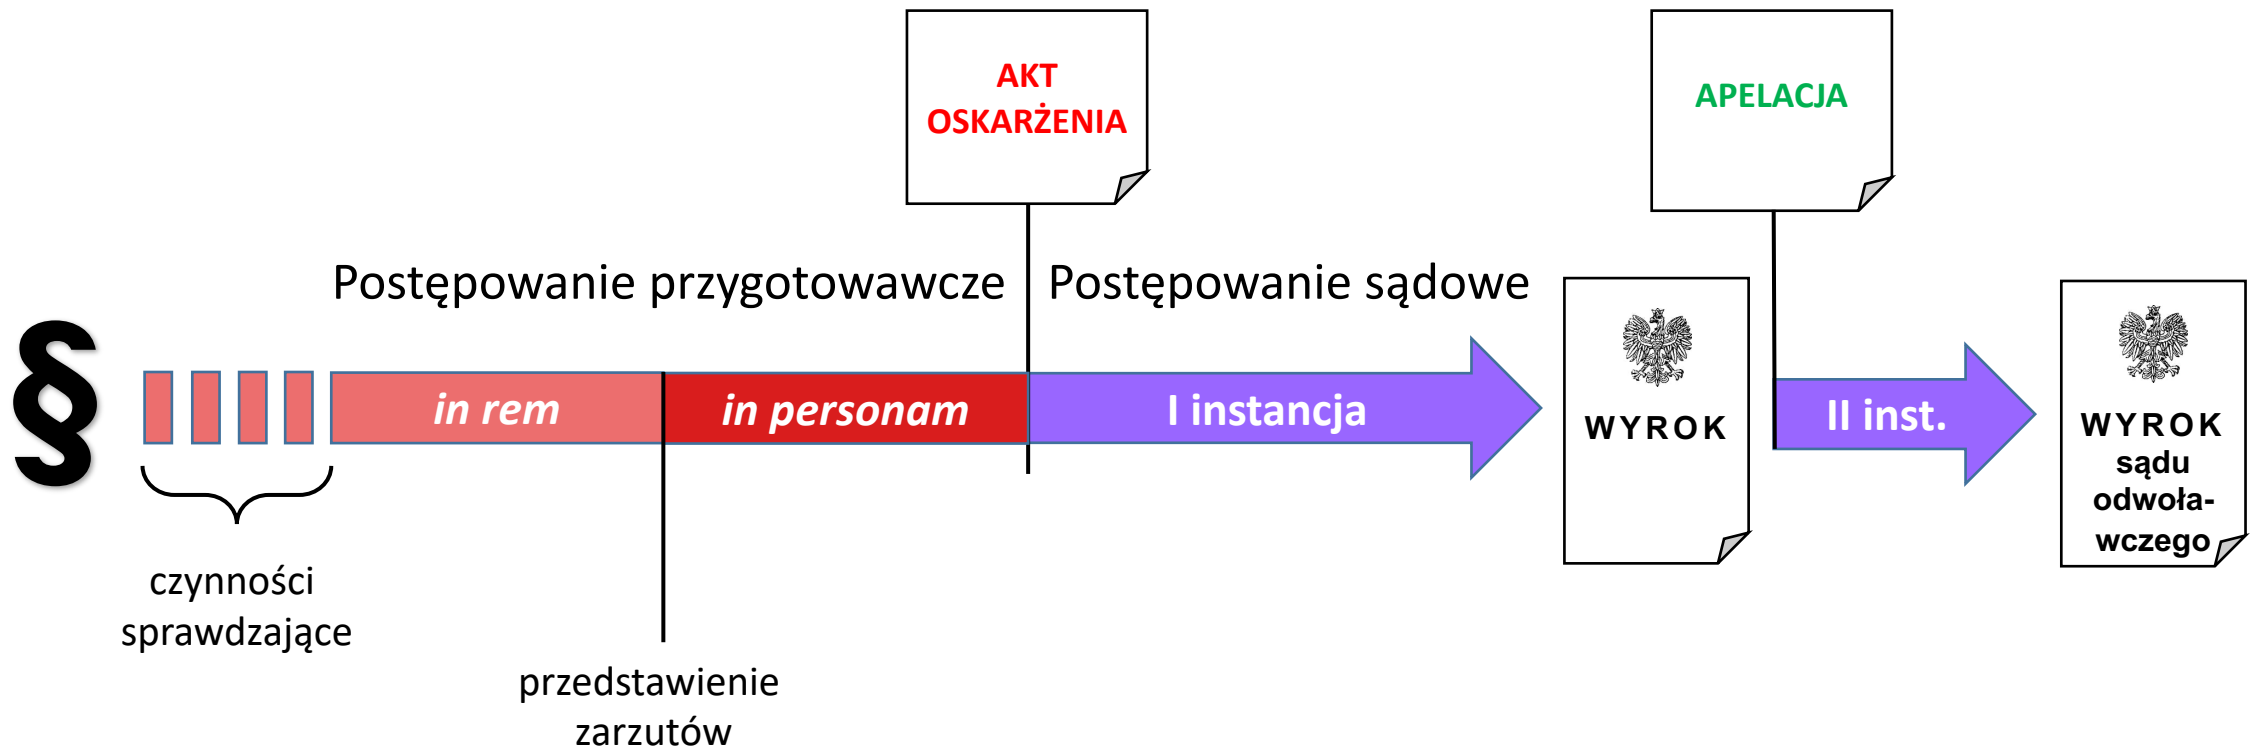 AKT
OSKARŻENIA
APELACJA
Postępowanie przygotowawcze
Postępowanie sądowe
§
in rem
in personam
I instancja
WYROK
II inst.
WYROK
sądu
odwoła-
wczego
czynności
sprawdzające
przedstawienie
zarzutów